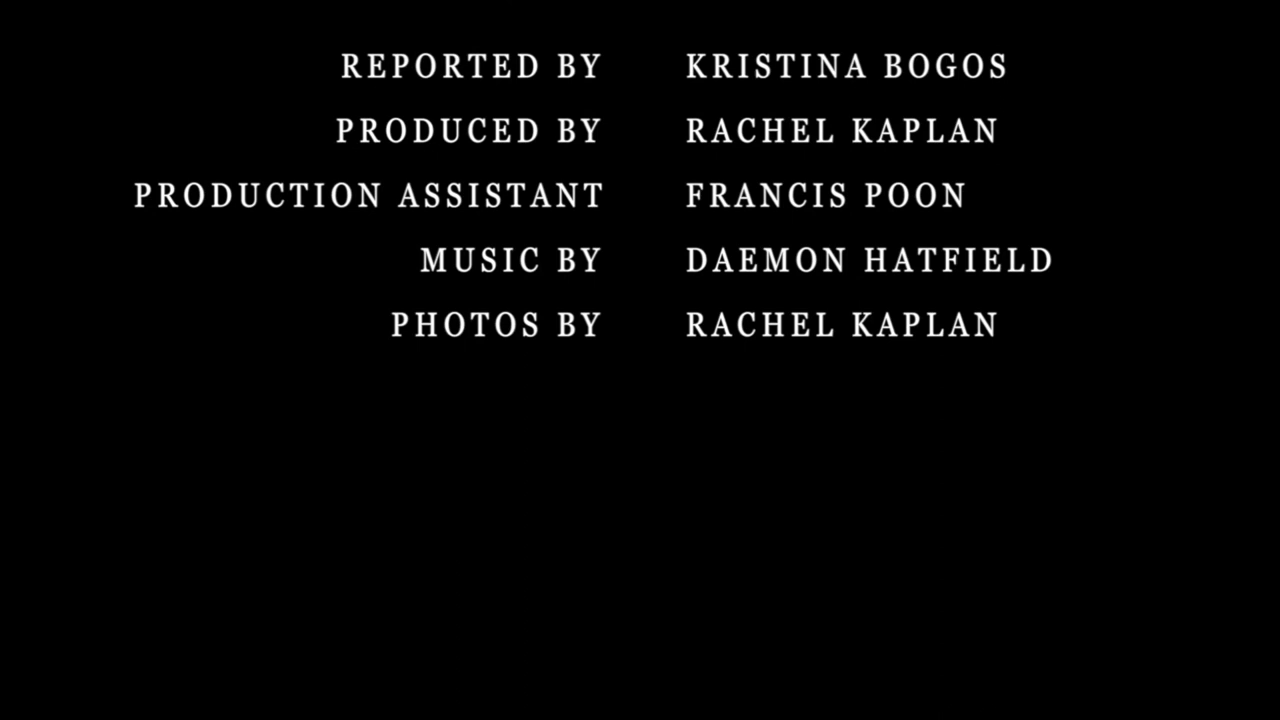 REPORTED BY KRISTINA BOGOS
PRODUCED BY RACHEL KAPLAN
PRODUCTION ASSISTANT FRANCIS POON
MUSIC BY DAEMON HATFIELD
PHOTOS BY RACHEL KAPLAN